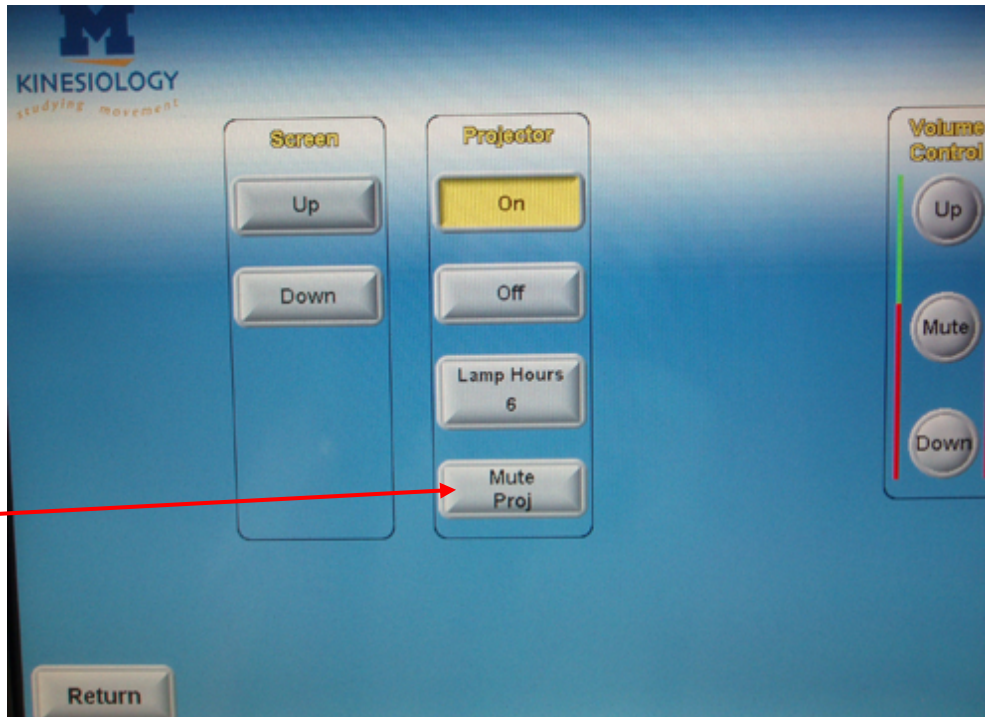 M
KINESIOLOGY
studying movement
Screen
Up
Down
Projector
On
Off
Lamp Hours
6
Mute
Proj
Volume
Control
Up
Mute
Down
Return